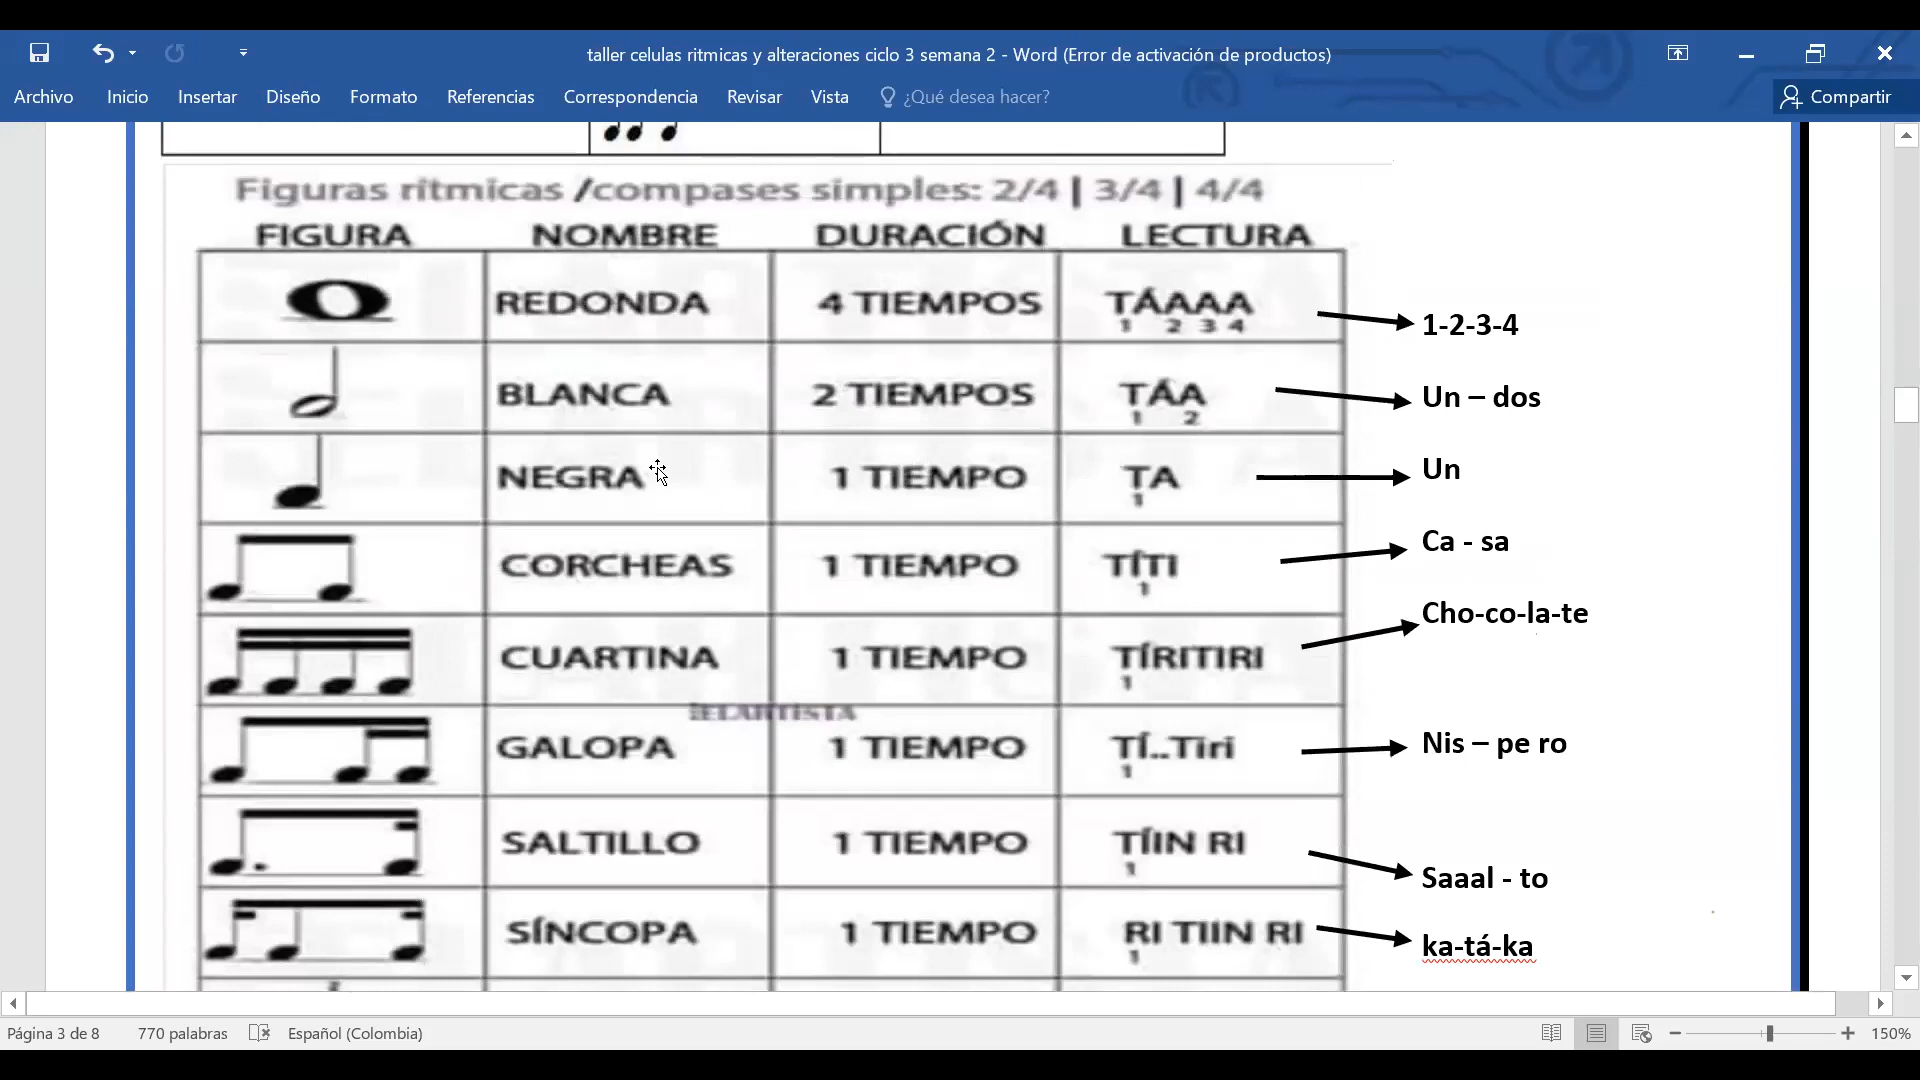 taller celulas ritmicas y alteraciones ciclo 3 semana 2 - Word (Error de activación de productos)
Archivo Inicio Insertar Diseño Formato Referencias Correspondencia Revisar Vista ¿Qué desea hacer? Compartir
Figuras rítmicas /compases simples: 2/4 | 3/4 | 4/4
FIGURA NOMBRE DURACIÓN LECTURA
REDONDA 4 TIEMPOS TÁAAA 1-2-3-4
1 2 3 4
BLANCA 2 TIEMPOS TÁA Un – dos
1 2
NEGRA 1 TIEMPO TA Un
1
CORCHEAS 1 TIEMPO TÍTI Ca - sa
1
CUARTINA 1 TIEMPO TÍRITIRI Cho-co-la-te
1
ELARTISTA
GALOPA 1 TIEMPO TÍ..Tiri Nis – pe ro
1
SALTILLO 1 TIEMPO TÍIN RI Saaal - to
1
SÍNCOPA 1 TIEMPO RI TIIN RI ka-tá-ka
1
Página 3 de 8 770 palabras Español (Colombia) 150%